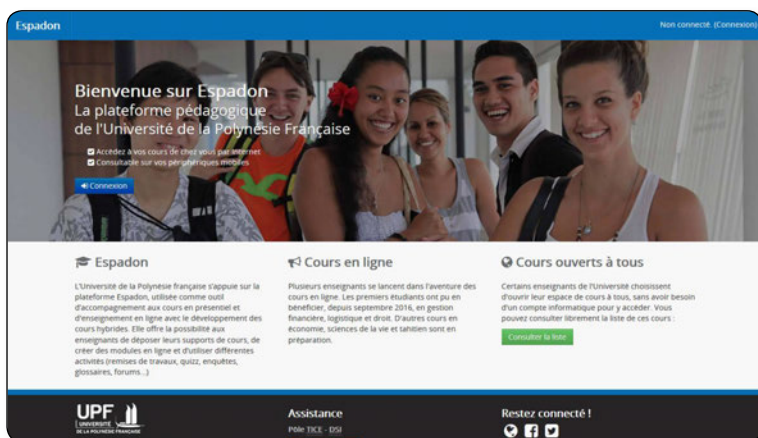 Espadon
Non connecté. (Connexion)
Bienvenue sur Espadon
La plateforme pédagogique
de l'Université de la Polynésie Française
Accédez à vos cours de chez vous par Internet
Consultable sur vos périphériques mobiles
Connexion
Espadon
L'Université de la Polynésie française s'appuie sur la
plateforme Espadon, utilisée comme outil
d'accompagnement aux cours en présentiel et
d'enseignement en ligne avec le développement des
cours hybrides. Elle offre la possibilité aux
enseignants de déposer leurs supports de cours, de
créer des modules en ligne et d'utiliser différentes
activités (remises de travaux, quizz, enquêtes,
glossaires, forums...)
Cours en ligne
Plusieurs enseignants se lancent dans l'aventure des
cours en ligne. Les premiers étudiants ont pu en
bénéficier, depuis septembre 2016, en gestion
financière, logistique et droit. D'autres cours en
économie, sciences de la vie et tahitien sont en
préparation.
Cours ouverts à tous
Certains enseignants de l'Université choisissent
d'ouvrir leur espace de cours à tous, sans avoir besoin
d'un compte informatique pour y accéder. Vous
pouvez consulter librement la liste de ces cours :
Consulter la liste
UPF
UNIVERSITÉ
DE LA POLYNÉSIE FRANÇAISE
Assistance
Pôle TICE - DSI
Restez connecté !